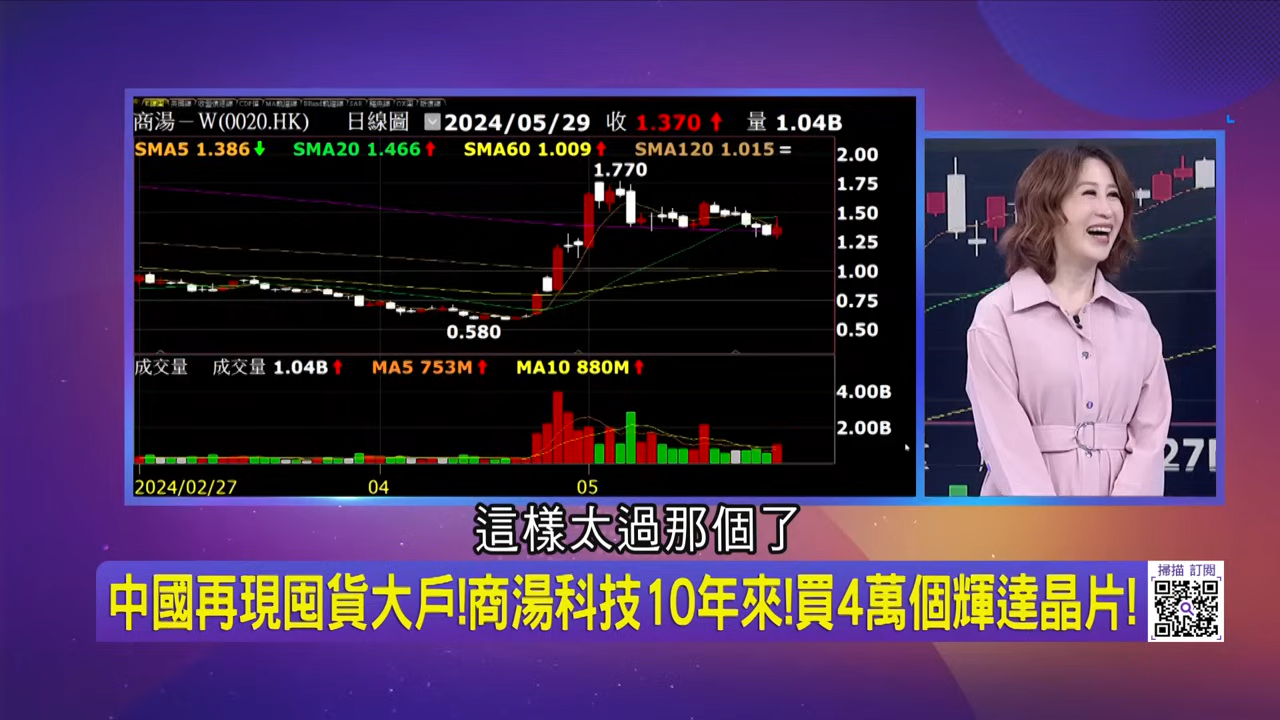 商湯－W(0020.HK) 日線圖 2024/05/29 收 1.370↑ 量 1.04B
SMA5 1.386↓ SMA20 1.466↑ SMA60 1.009↑ SMA120 1.015=
2.00
1.770
1.75
1.50
1.25
1.00
0.75
0.580
0.50
成交量 成交量 1.04B↑ MA5 753M↑ MA10 880M↑
4.00B
2.00B
27
2024/02/27 04 05
這樣太過那個了
中國再現囤貨大戶!商湯科技10年來!買4萬個輝達晶片!
掃描 訂閱